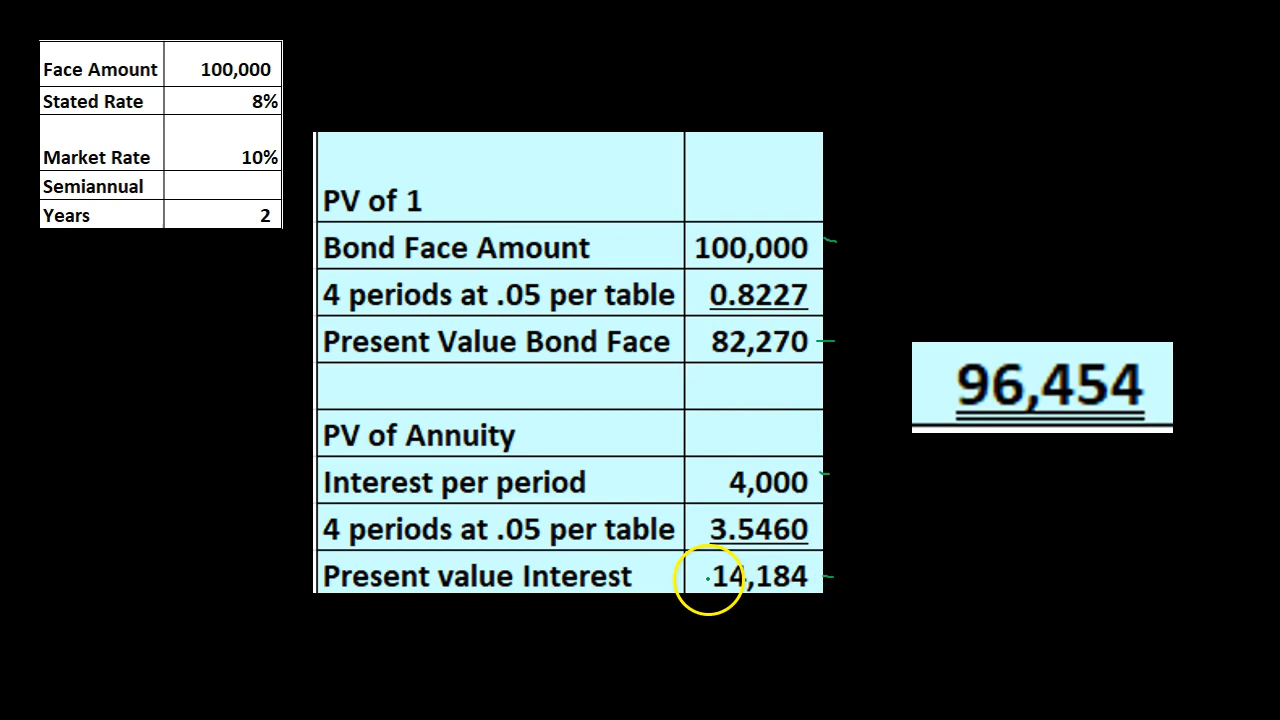 Face Amount 100,000
Stated Rate 8%
Market Rate 10%
Semiannual
Years 2
PV of 1
Bond Face Amount 100,000
4 periods at .05 per table 0.8227
Present Value Bond Face 82,270
PV of Annuity
Interest per period 4,000
4 periods at .05 per table 3.5460
Present value Interest 14,184
96,454